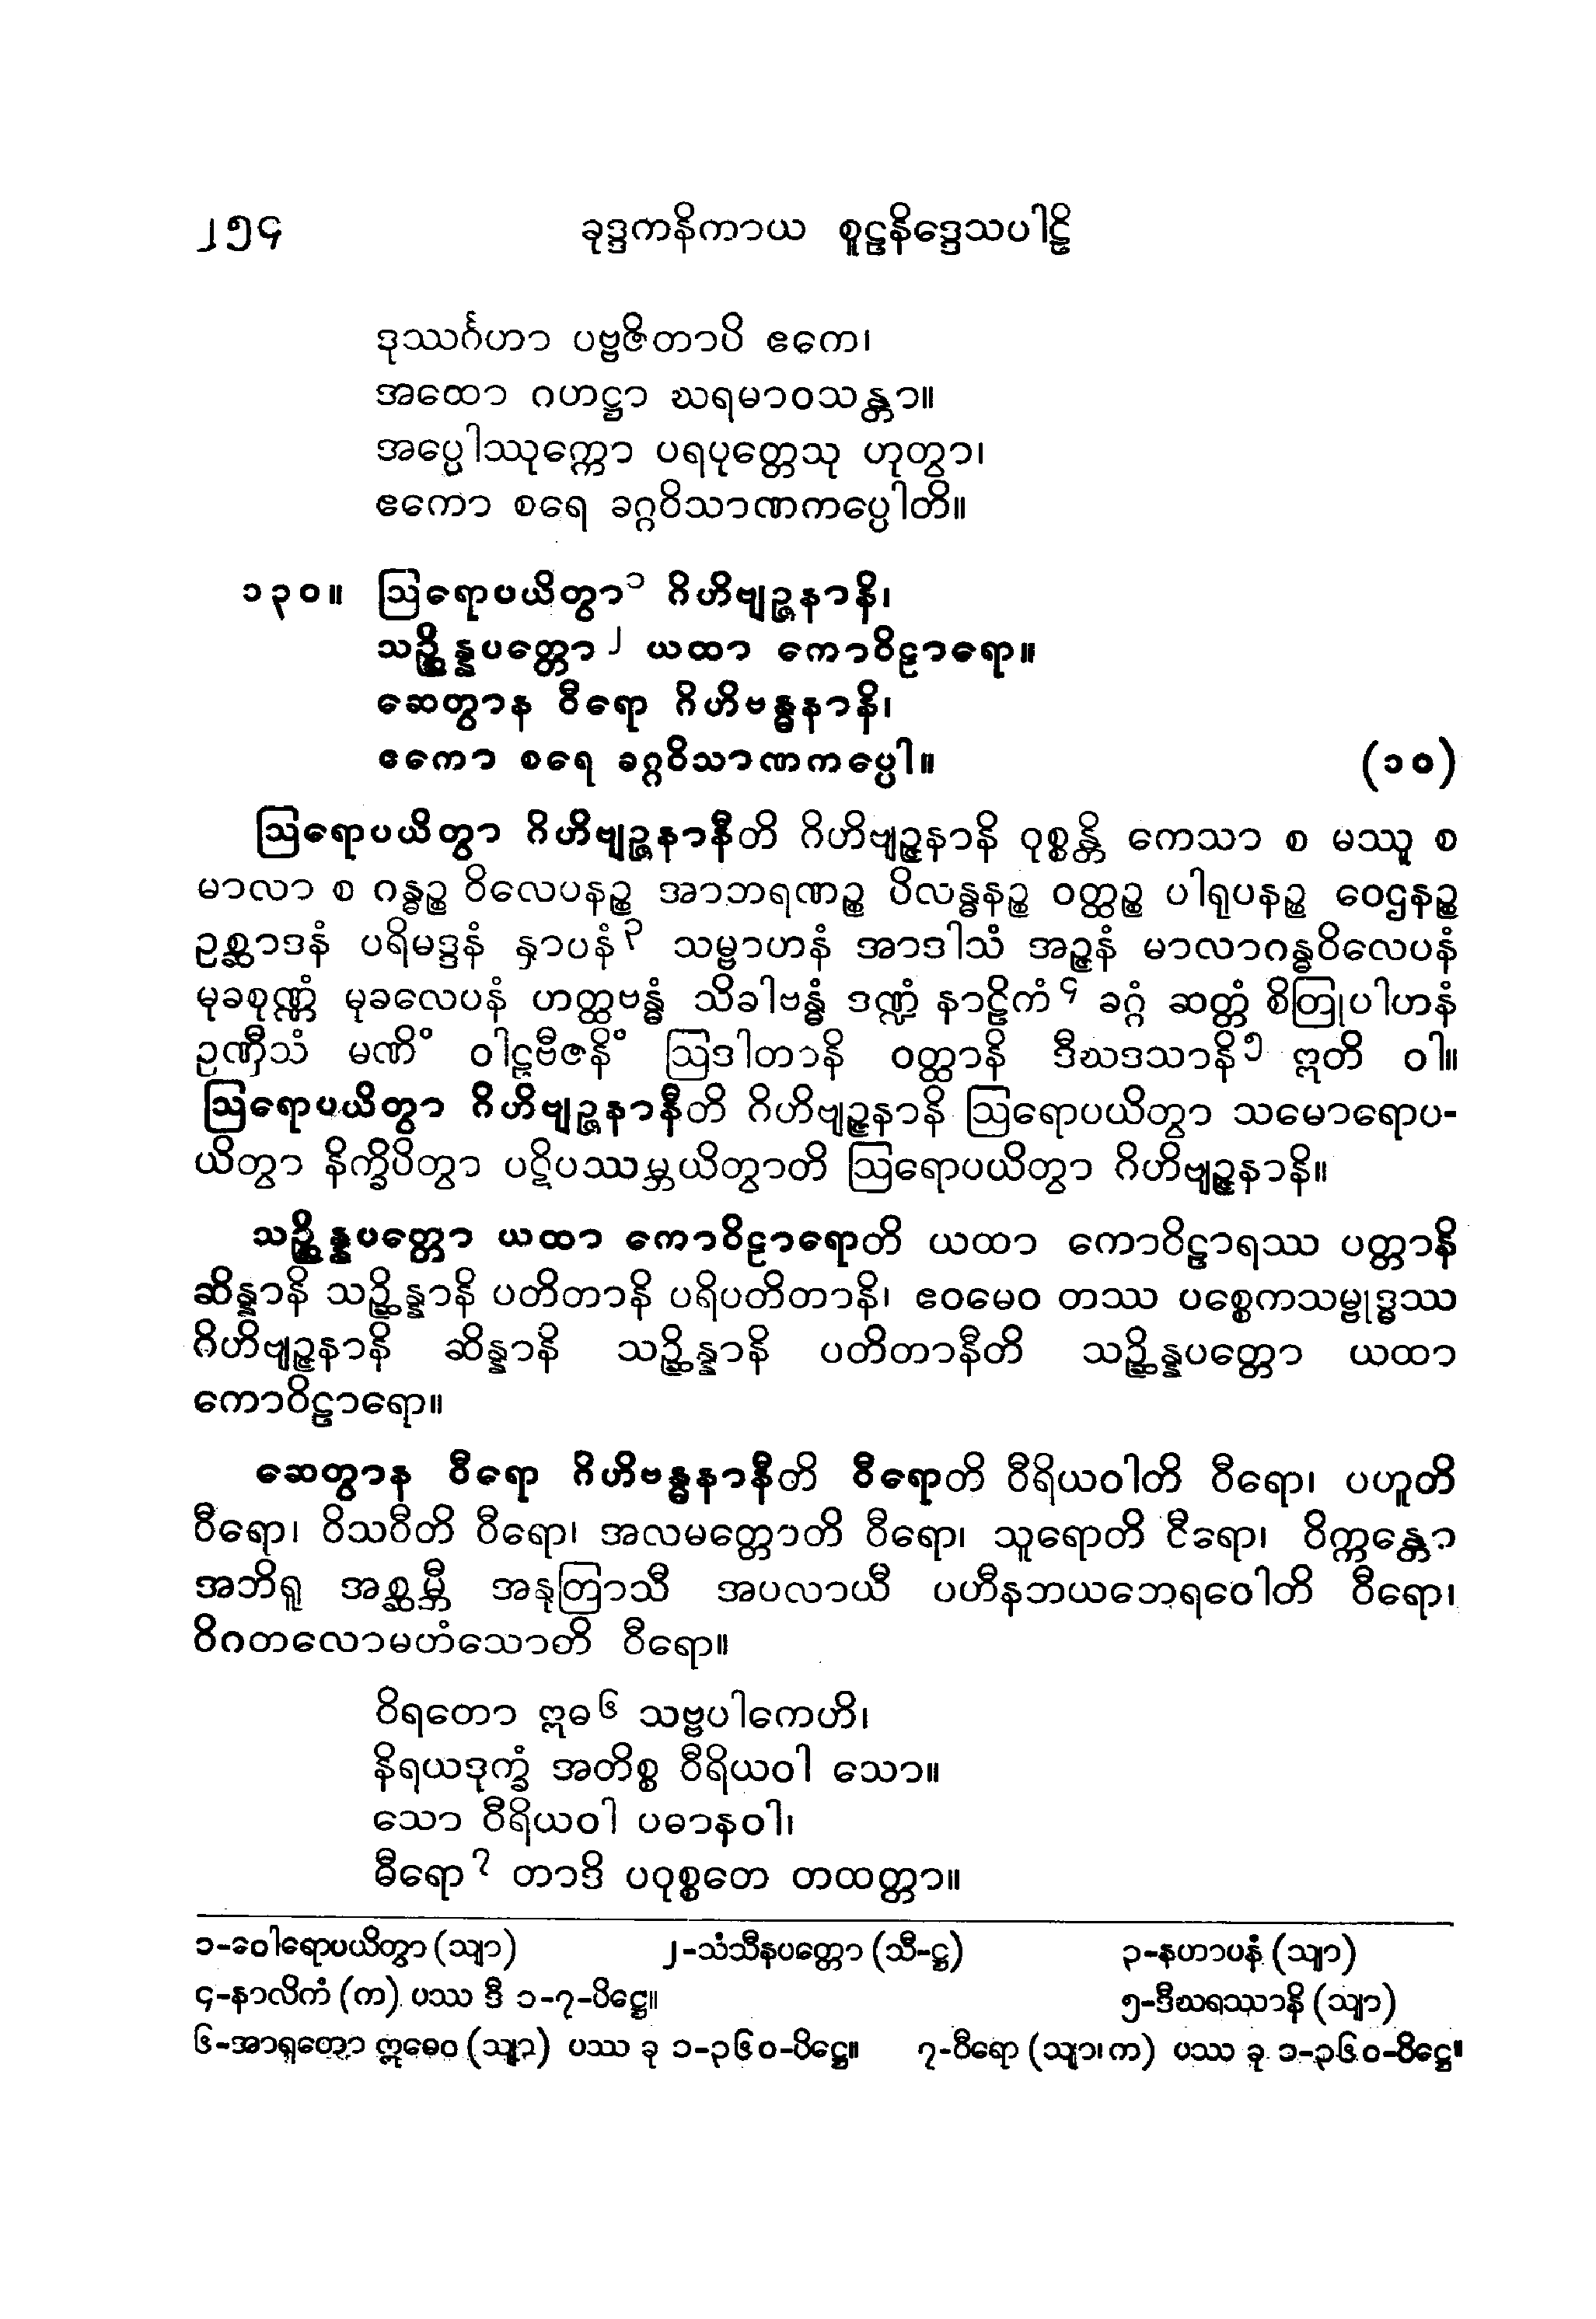 ၂၅၄ ခုဒ္ဒကနိကာယ စူဠနိဒ္ဒေသပါဠိ
ဒုဿင်္ဂဟာ ပဗ္ဗဇိတာပိ ဧကေ၊
အထော ဂဟဋ္ဌာ ဃရမာဝသန္တာ။
အပ္ပေါဿုက္ကော ပရပုတ္တေသု ဟုတွာ၊
ဧကော စရေ ခဂ္ဂဝိသာဏကပ္ပေါတိ။
၁၃၀။ ဩရောပယိတွာ၁ ဂိဟိဗျဉ္ဇနာနိ၊
သဉ္ဆိန္နပတ္တော၂ ယထာ ကောဝိဠာရော။
ဆေတွာန ဝီရော ဂိဟိဗန္ဓနာနိ၊
ဧကော စရေ ခဂ္ဂဝိသာဏကပ္ပေါ။ (၁၀)
ဩရောပယိတွာ ဂိဟိဗျဉ္ဇနာနီတိ ဂိဟိဗျဉ္ဇနာနိ ဝုစ္စန္တိ ကေသာ စ မဿူ စ
မာလာ စ ဂန္ဓဉ္စ ဝိလေပနဉ္စ အာဘရဏဉ္စ ပိလန္ဓနဉ္စ ဝတ္ထဉ္စ ပါရုပနဉ္စ ဝေဌနဉ္စ
ဥစ္ဆာဒနံ ပရိမဒ္ဒနံ နှာပနံ၃ သမ္ဗာဟနံ အာဒါသံ အဉ္ဇနံ မာလာဂန္ဓဝိလေပနံ
မုခစုဏ္ဏံ မုခလေပနံ ဟတ္ထဗန္ဓံ သိခါဗန္ဓံ ဒဏ္ဍံ နာဠိကံ၄ ခဂ္ဂံ ဆတ္တံ စိတြုပါဟနံ
ဥဏှီသံ မဏိံ ဝါဠဗီဇနိံ ဩဒါတာနိ ဝတ္ထာနိ ဒီဃဒသာနိ၅ ဣတိ ဝါ။
ဩရောပယိတွာ ဂိဟိဗျဉ္ဇနာနီတိ ဂိဟိဗျဉ္ဇနာနိ ဩရောပယိတွာ သမောရောပ-
ယိတွာ နိက္ခိပိတွာ ပဋိပဿမ္ဘယိတွာတိ ဩရောပယိတွာ ဂိဟိဗျဉ္ဇနာနိ။
သဉ္ဆိန္နပတ္တော ယထာ ကောဝိဠာရောတိ ယထာ ကောဝိဠာရဿ ပတ္တာနိ
ဆိန္နာနိ သဉ္ဆိန္နာနိ ပတိတာနိ ပရိပတိတာနိ၊ ဧဝမေဝ တဿ ပစ္စေကသမ္ဗုဒ္ဓဿ
ဂိဟိဗျဉ္ဇနာနိ ဆိန္နာနိ သဉ္ဆိန္နာနိ ပတိတာနီတိ သဉ္ဆိန္နပတ္တော ယထာ
ကောဝိဠာရော။
ဆေတွာန ဝီရော ဂိဟိဗန္ဓနာနီတိ ဝီရောတိ ဝီရိယဝါတိ ဝီရော၊ ပဟူတိ
ဝီရော၊ ဝိသဝီတိ ဝီရော၊ အလမတ္တောတိ ဝီရော၊ သူရောတိ ဝီရော၊ ဝိက္ကန္တော
အဘိရူ အစ္ဆမ္ဘီ အနုတြာသီ အပလာယီ ပဟီနဘယဘေရဝေါတိ ဝီရော၊
ဝိဂတလောမဟံသောတိ ဝီရော။
ဝိရတော ဣဓ၆ သဗ္ဗပါကေဟိ၊
နိရယဒုက္ခံ အတိစ္စ ဝီရိယဝါ သော။
သော ဝီရိယဝါ ပဓာနဝါ၊
ဓီရော၇ တာဒိ ပဝုစ္စတေ တထတ္တာ။
၁-ဝေါရောပယိတွာ (သျာ) ၂-သံသီနပတ္တော (သီ-ဋ္ဌ) ၃-နဟာပနံ (သျာ)
၄-နာလိကံ (က) ပဿ ဒီ ၁-၇-ပိဋ္ဌေ။ ၅-ဒီဃရဿာနိ (သျာ)
၆-အာရူတော ဣဓေဝ (သျာ) ပဿ ခု ၁-၃၆၀-ပိဋ္ဌေ။ ၇-ဝီရော (သျာ၊ က) ပဿ ခု ၁-၃၆၀-ပိဋ္ဌေ။